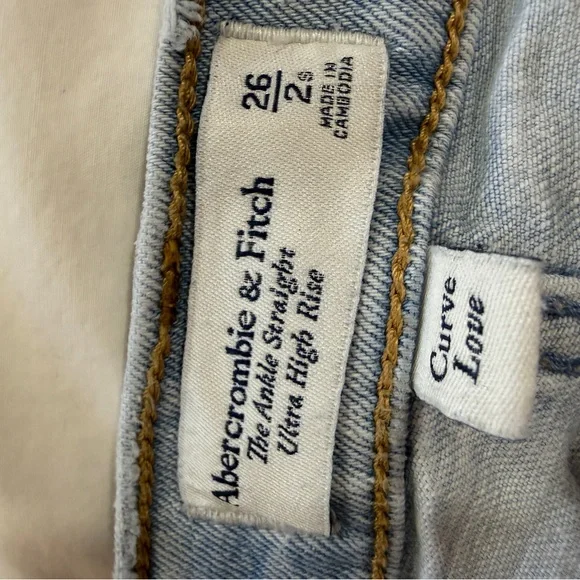 Abercrombie & Fitch
The Ankle Straight
Ultra High Rise
26
2S
MADE IN
CAMBODIA
Curve
Love